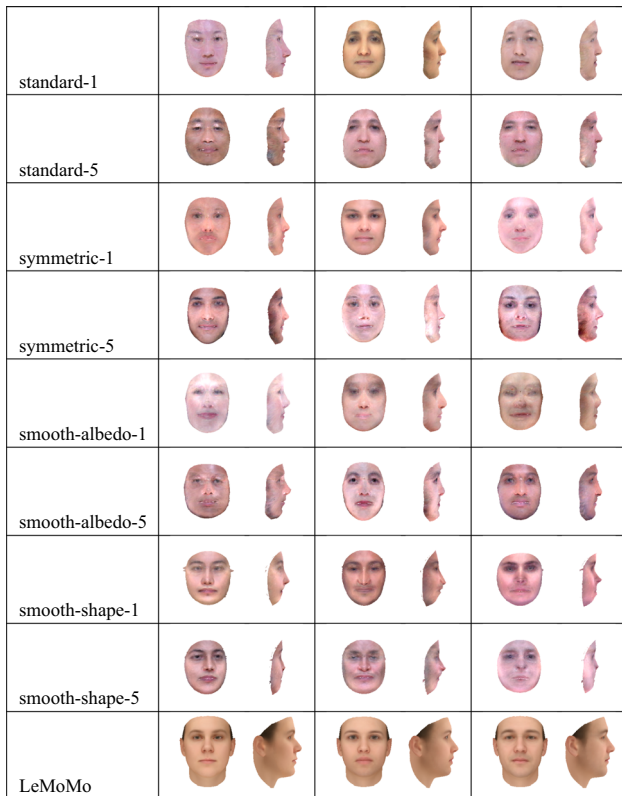 standard-1
standard-5
symmetric-1
symmetric-5
smooth-albedo-1
smooth-albedo-5
smooth-shape-1
smooth-shape-5
LeMoMo